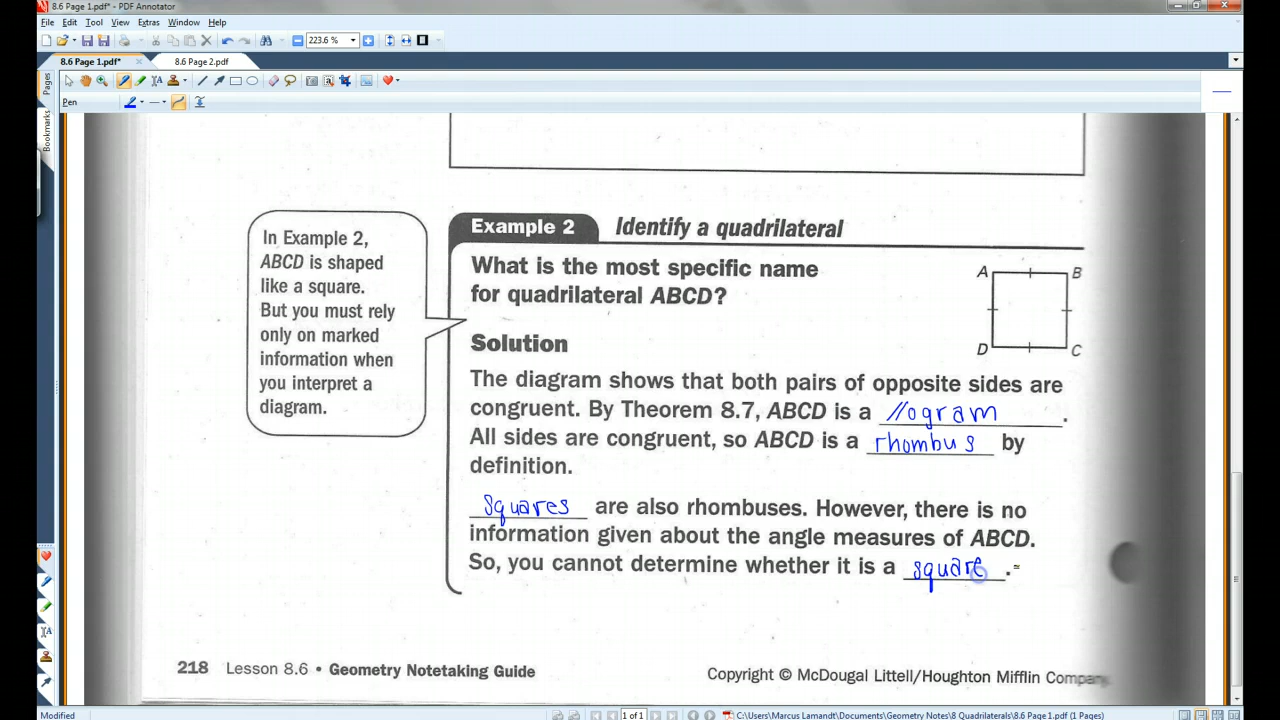 8.6 Page 1.pdf* - PDF Annotator
File Edit Tool View Extras Window Help
223.6 %
8.6 Page 1.pdf* 8.6 Page 2.pdf
Pen
Pages
Bookmarks
In Example 2,
ABCD is shaped
like a square.
But you must rely
only on marked
information when
you interpret a
diagram.
Example 2 Identify a quadrilateral
What is the most specific name
for quadrilateral ABCD?
A B
D C
Solution
The diagram shows that both pairs of opposite sides are
congruent. By Theorem 8.7, ABCD is a //ogram.
All sides are congruent, so ABCD is a rhombus by
definition.
squares are also rhombuses. However, there is no
information given about the angle measures of ABCD.
So, you cannot determine whether it is a square.
218 Lesson 8.6 • Geometry Notetaking Guide
Copyright © McDougal Littell/Houghton Mifflin Company.
Modified 1 of 1 C:\Users\Marcus Lamandt\Documents\Geometry Notes\8 Quadrilaterals\8.6 Page 1.pdf (1 Pages)